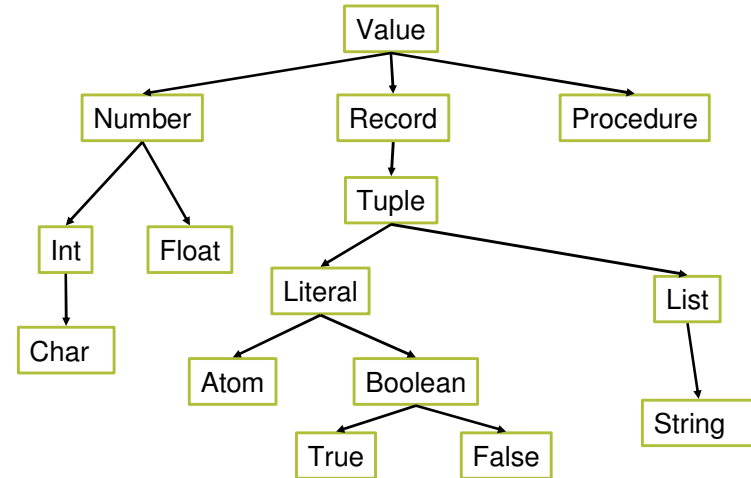 Value
Number
Record
Procedure
Tuple
Int
Float
Literal
List
Char
Atom
Boolean
String
True
False